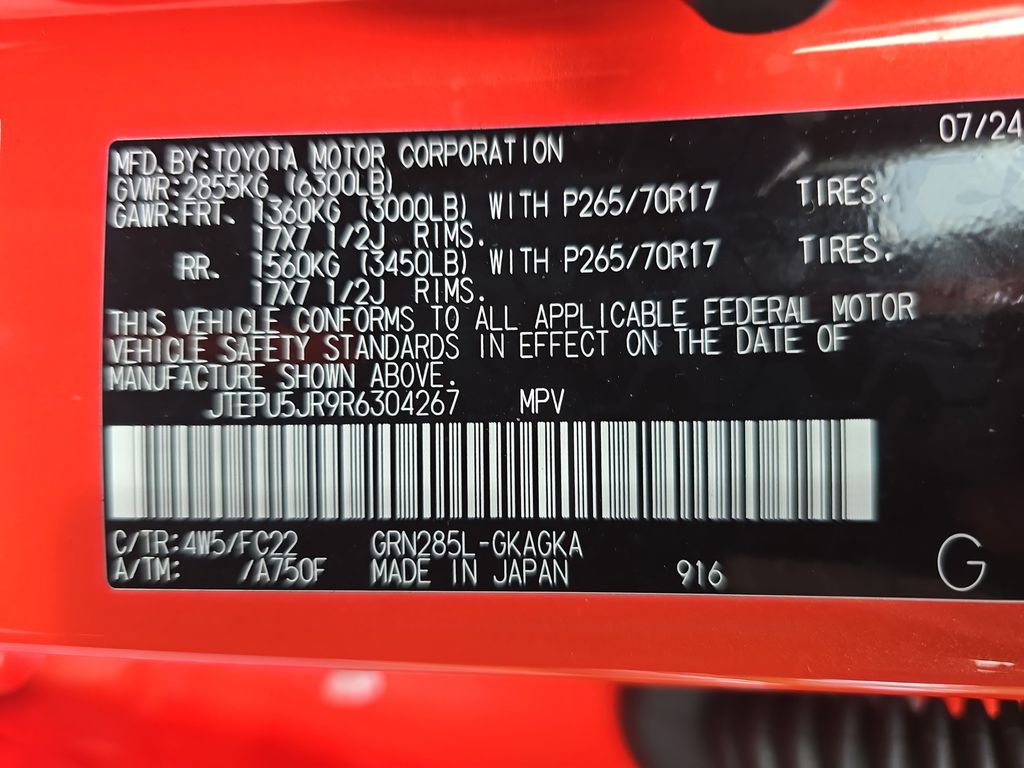 07/24
MFD.BY:TOYOTA MOTOR CORPORATION
GVWR:2855KG (6300LB)
GAWR:FRT. 1360KG (3000LB) WITH P265/70R17 TIRES.
17X7 1/2J RIMS.
RR. 1560KG (3450LB) WITH P265/70R17 TIRES.
17X7 1/2J RIMS.
THIS VEHICLE CONFORMS TO ALL APPLICABLE FEDERAL MOTOR
VEHICLE SAFETY STANDARDS IN EFFECT ON THE DATE OF
MANUFACTURE SHOWN ABOVE.
JTEPU5JR9R6304267 MPV
C/TR:4W5/FC22 GRN285L-GKAGKA
A/TM: /A750F MADE IN JAPAN 916
G